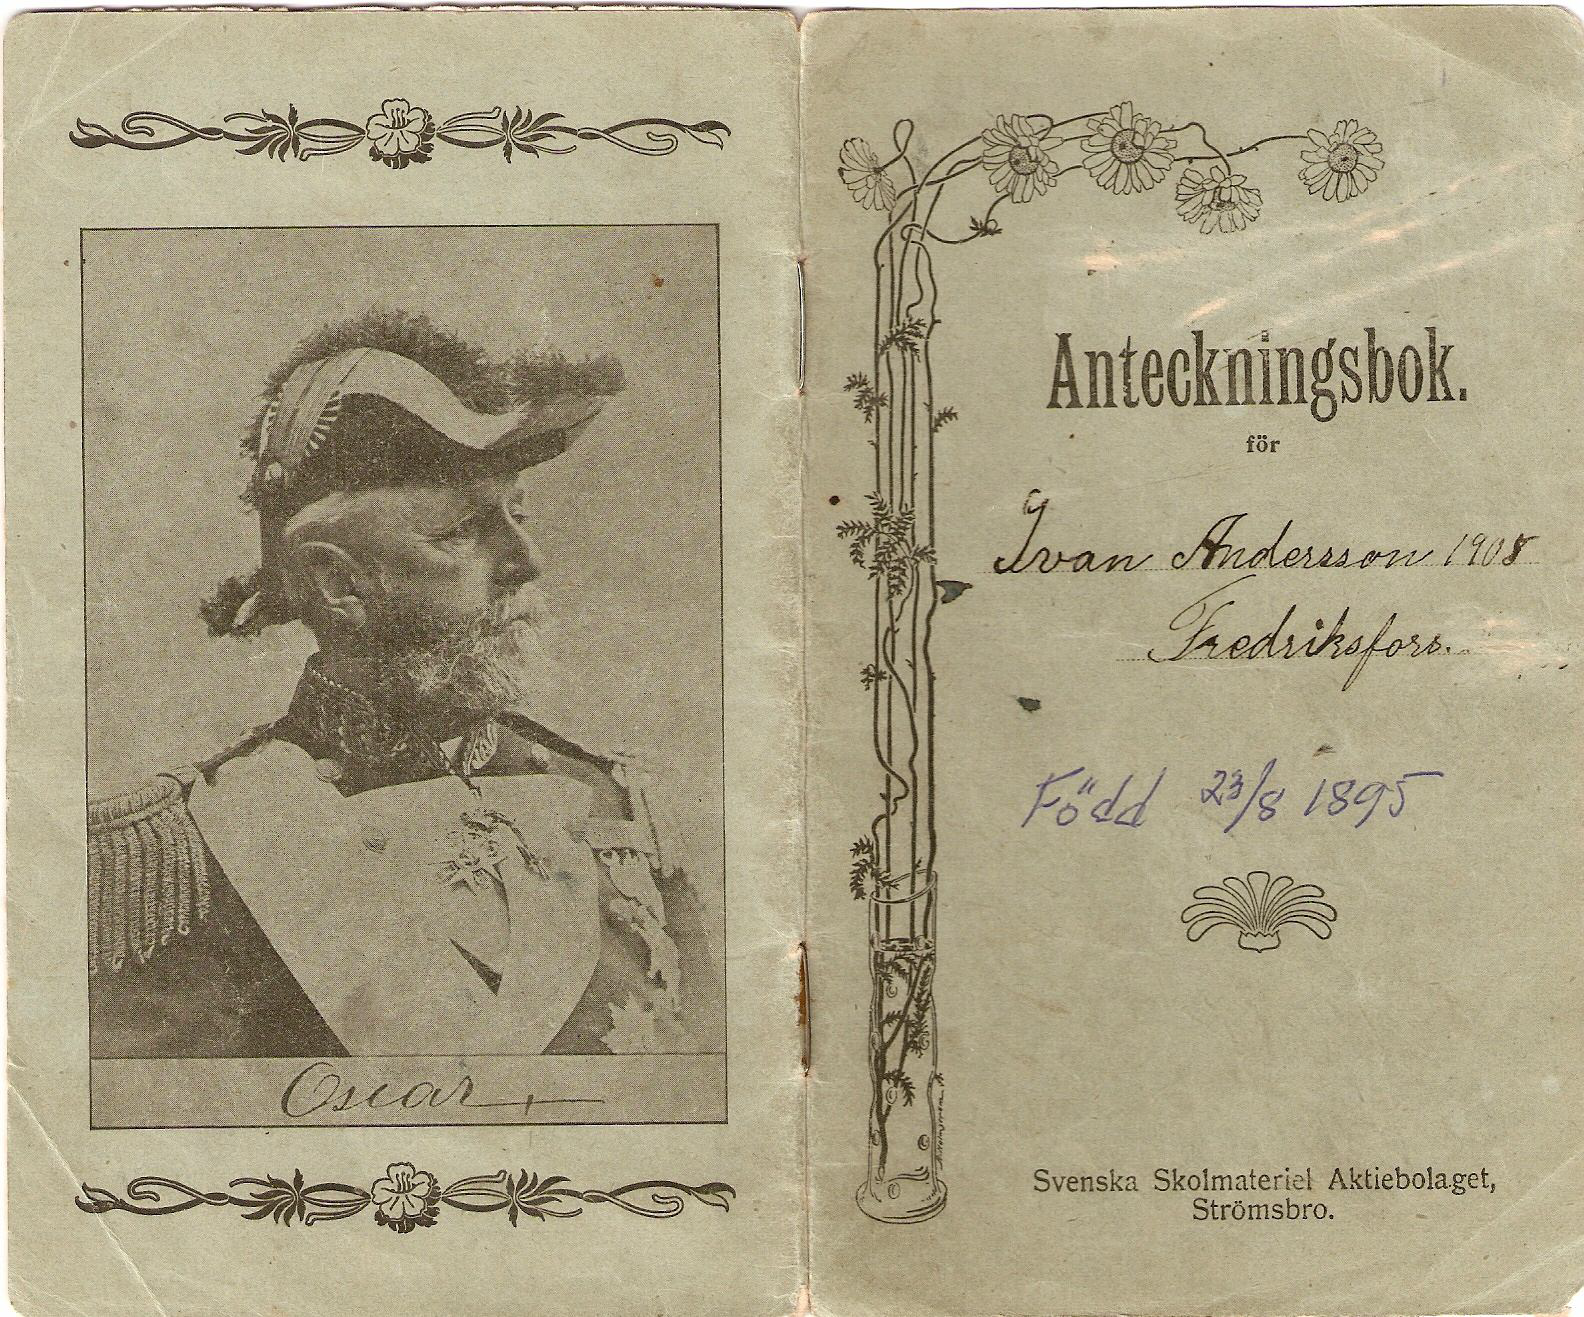 Oscar
Anteckningsbok.
för
Ivan Andersson 1908
Fredriksfors.
Född 23/8 1895
Svenska Skolmateriel Aktiebolaget,
Strömsbro.